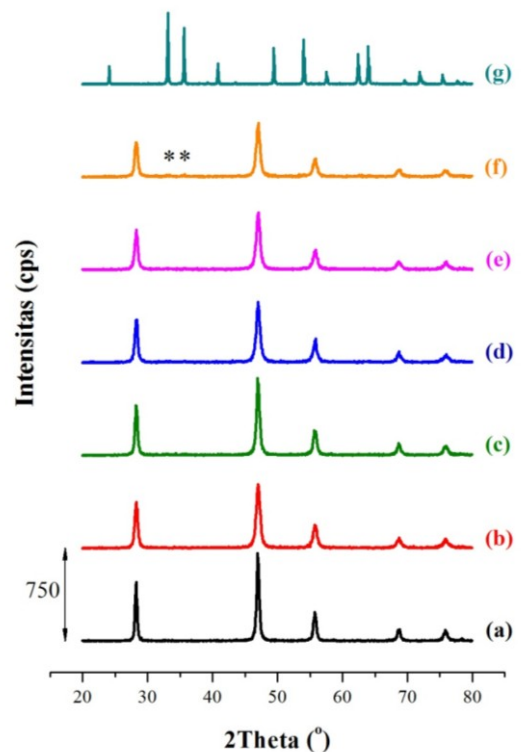 (g)
* *
(f)
(e)
(d)
(c)
(b)
750
(a)
Intensitas (cps)
20 30 40 50 60 70 80
2Theta (°)